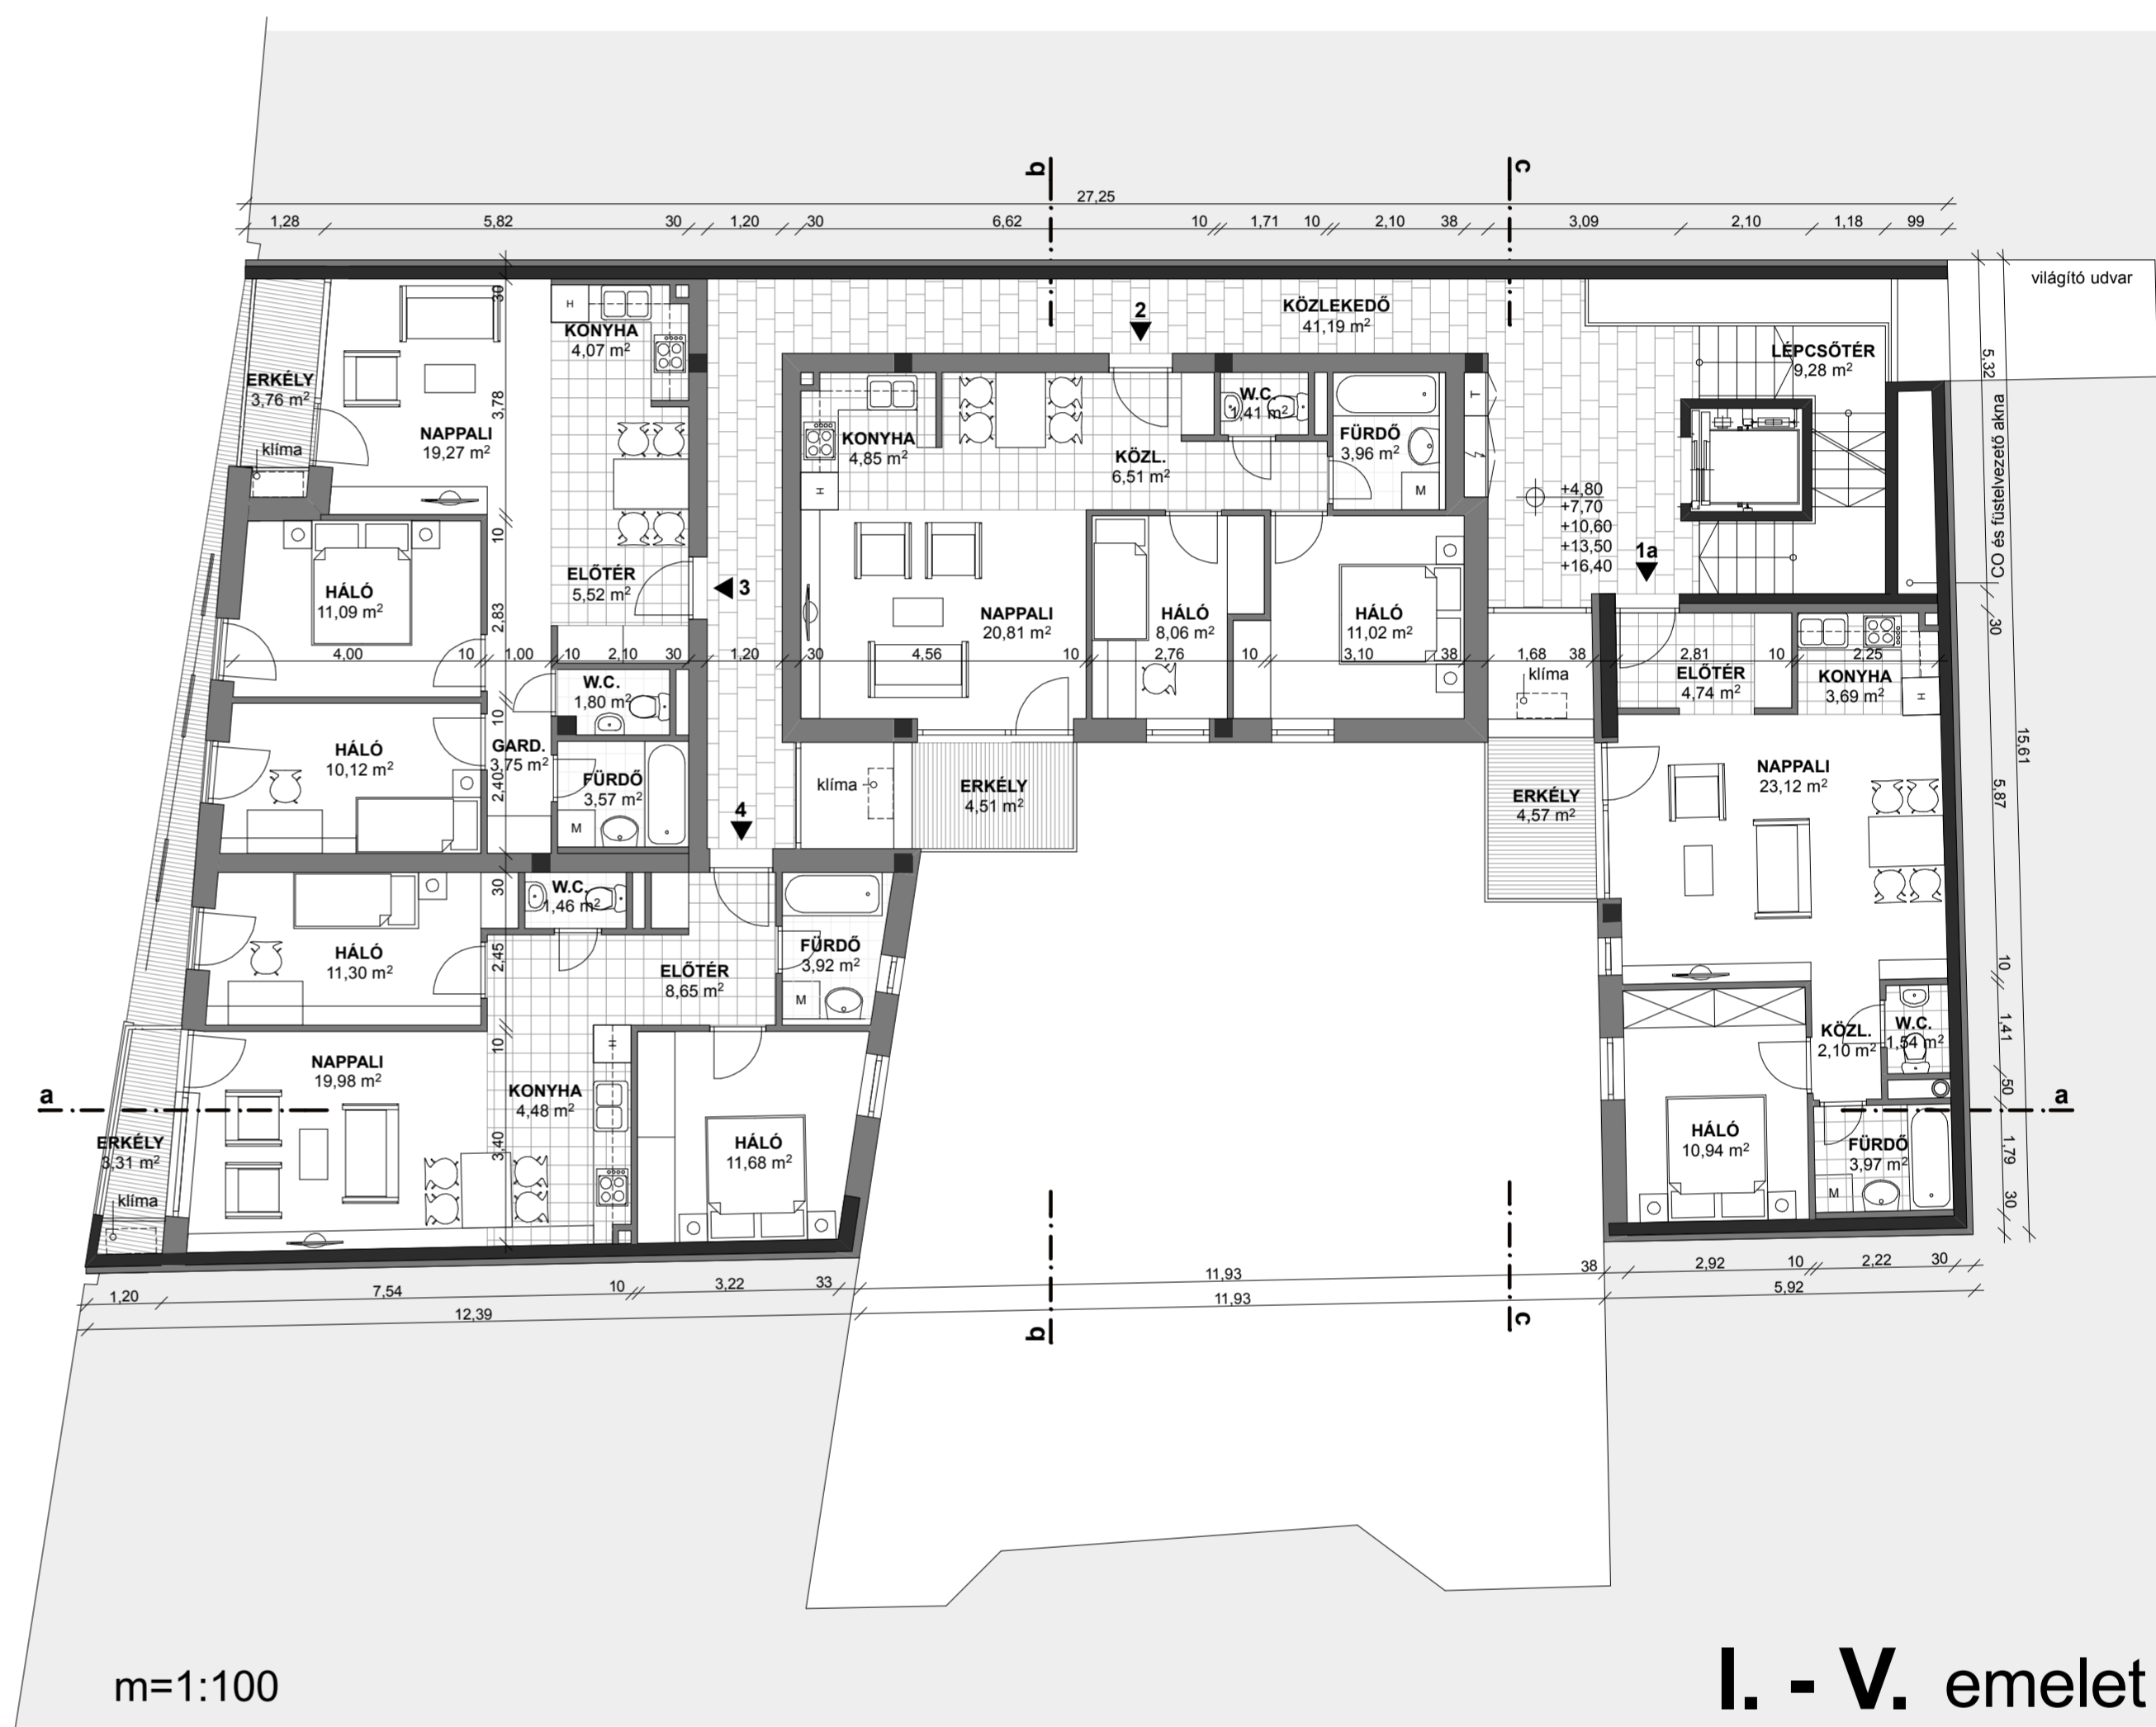 b
c
27,25
1,28
5,82
30
1,20
30
6,62
10
1,71
10
2,10
38
3,09
2,10
1,18
99
világító udvar
30
H
KONYHA
4,07 m²
2
KÖZLEKEDŐ
41,19 m²
LÉPCSŐTÉR
9,28 m²
5,32
ERKÉLY
3,76 m²
klíma
3,78
NAPPALI
19,27 m²
KONYHA
4,85 m²
H
W.C.
1,41 m²
FÜRDŐ
3,96 m²
M
T
KÖZL.
6,51 m²
CO és füstelvezető akna
+4,80
+7,70
+10,60
+13,50
+16,40
1a
10
HÁLÓ
11,09 m²
ELŐTÉR
5,52 m²
3
2,83
NAPPALI
20,81 m²
HÁLÓ
8,06 m²
HÁLÓ
11,02 m²
30
4,00
10
1,00
10
2,10
30
1,20
30
4,56
10
2,76
10
3,10
38
1,68
38
2,81
10
2,25
klíma
ELŐTÉR
4,74 m²
KONYHA
3,69 m²
H
W.C.
1,80 m²
10
HÁLÓ
10,12 m²
GARD.
3,75 m²
2,40
FÜRDŐ
3,57 m²
M
4
klíma
ERKÉLY
4,51 m²
ERKÉLY
4,57 m²
NAPPALI
23,12 m²
15,61
5,87
30
W.C.
1,46 m²
HÁLÓ
11,30 m²
2,45
ELŐTÉR
8,65 m²
FÜRDŐ
3,92 m²
M
10
KÖZL.
2,10 m²
W.C.
1,54 m²
1,41
10
NAPPALI
19,98 m²
H
KONYHA
4,48 m²
a
50
a
ERKÉLY
3,31 m²
klíma
3,40
HÁLÓ
11,68 m²
HÁLÓ
10,94 m²
FÜRDŐ
3,97 m²
M
1,79
30
1,20
7,54
10
3,22
33
11,93
38
2,92
10
2,22
30
12,39
11,93
5,92
b
c
m=1:100
I. - V. emelet